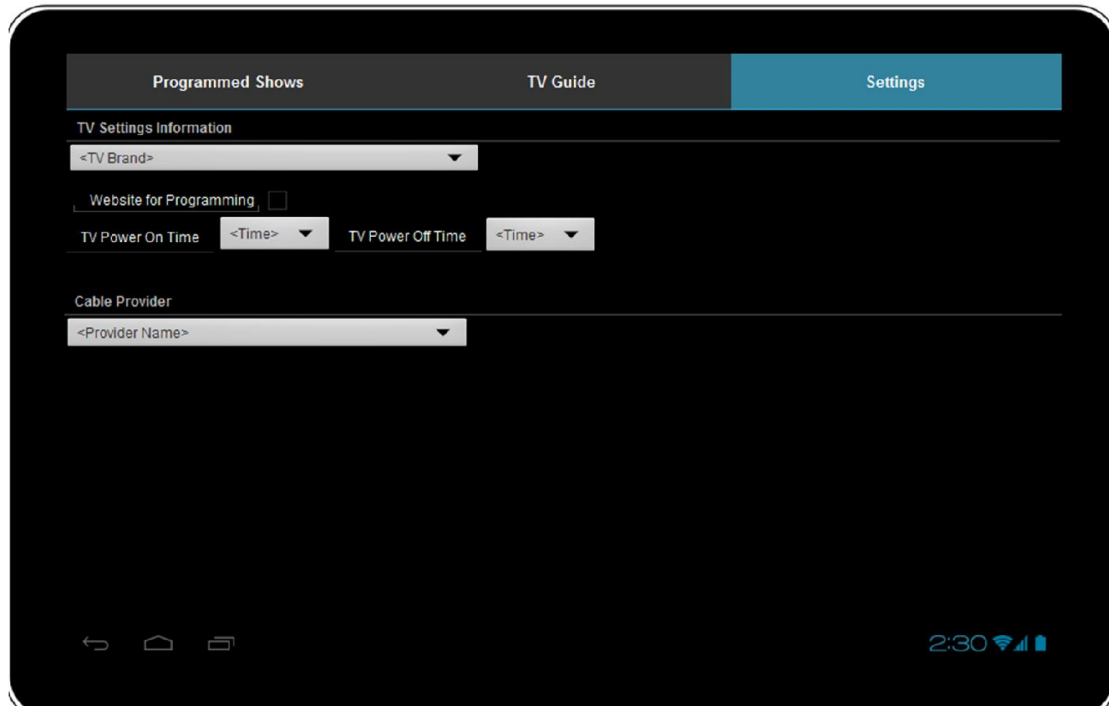 Programmed Shows TV Guide Settings
TV Settings Information
<TV Brand>
Website for Programming
TV Power On Time <Time> TV Power Off Time <Time>
Cable Provider
<Provider Name>
2:30